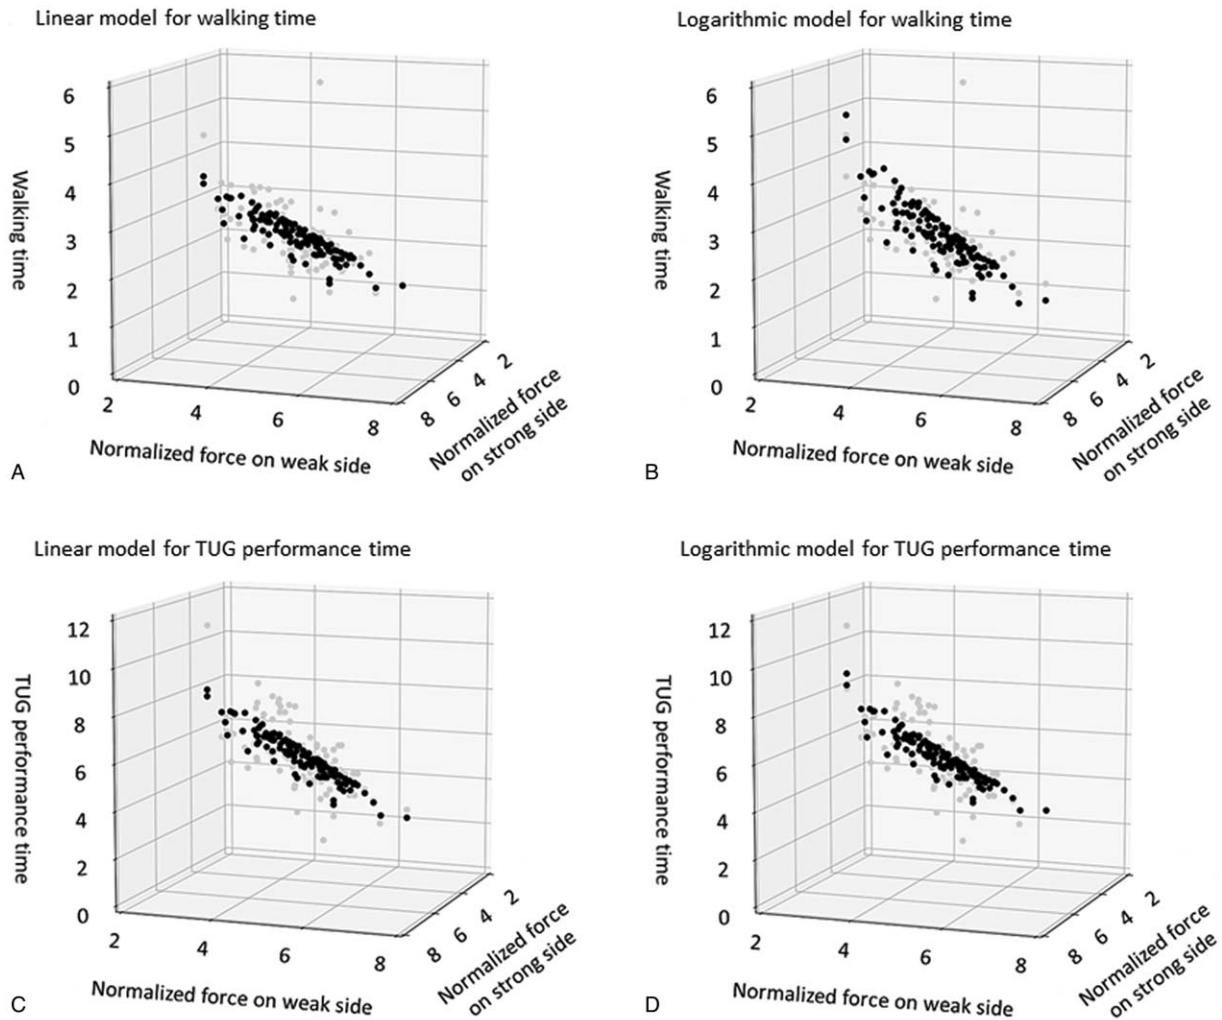 Linear model for walking time
6
5
4
3
2
1
0
Walking time
2
4
6
8
Normalized force on weak side
8
6
4
2
Normalized force
on strong side
A
Logarithmic model for walking time
6
5
4
3
2
1
0
Walking time
2
4
6
8
Normalized force on weak side
8
6
4
2
Normalized force
on strong side
B
Linear model for TUG performance time
12
10
8
6
4
2
0
TUG performance time
2
4
6
8
Normalized force on weak side
8
6
4
2
Normalized force
on strong side
C
Logarithmic model for TUG performance time
12
10
8
6
4
2
0
TUG performance time
2
4
6
8
Normalized force on weak side
8
6
4
2
Normalized force
on strong side
D